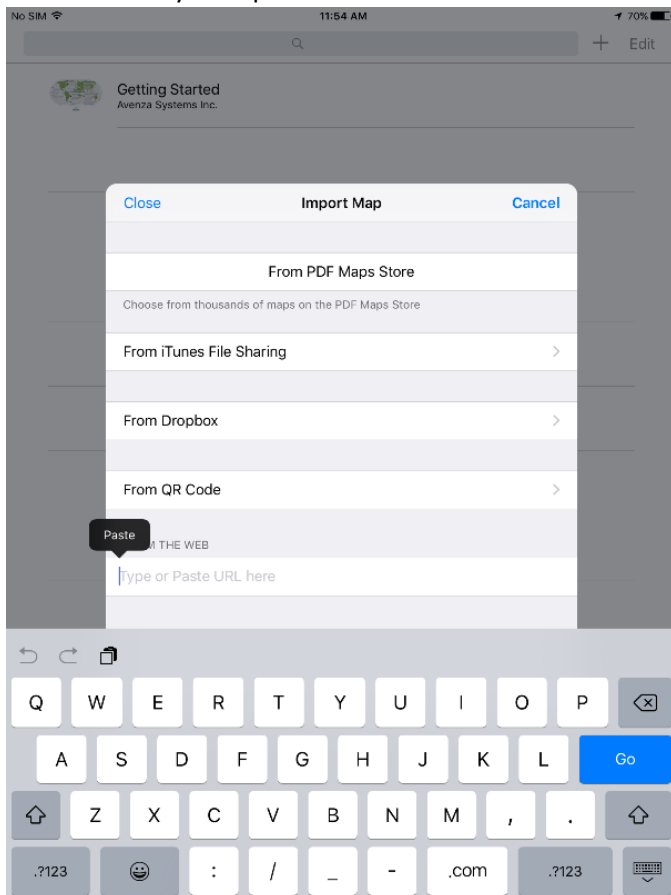 No SIM 11:54 AM 70%
Edit
Getting Started
Avenza Systems Inc.
Close Import Map Cancel
From PDF Maps Store
Choose from thousands of maps on the PDF Maps Store
From iTunes File Sharing
From Dropbox
From QR Code
Paste
M THE WEB
Type or Paste URL here
Q W E R T Y U I O P
A S D F G H J K L Go
Z X C V B N M , .
.?123 : / _ - .com .?123